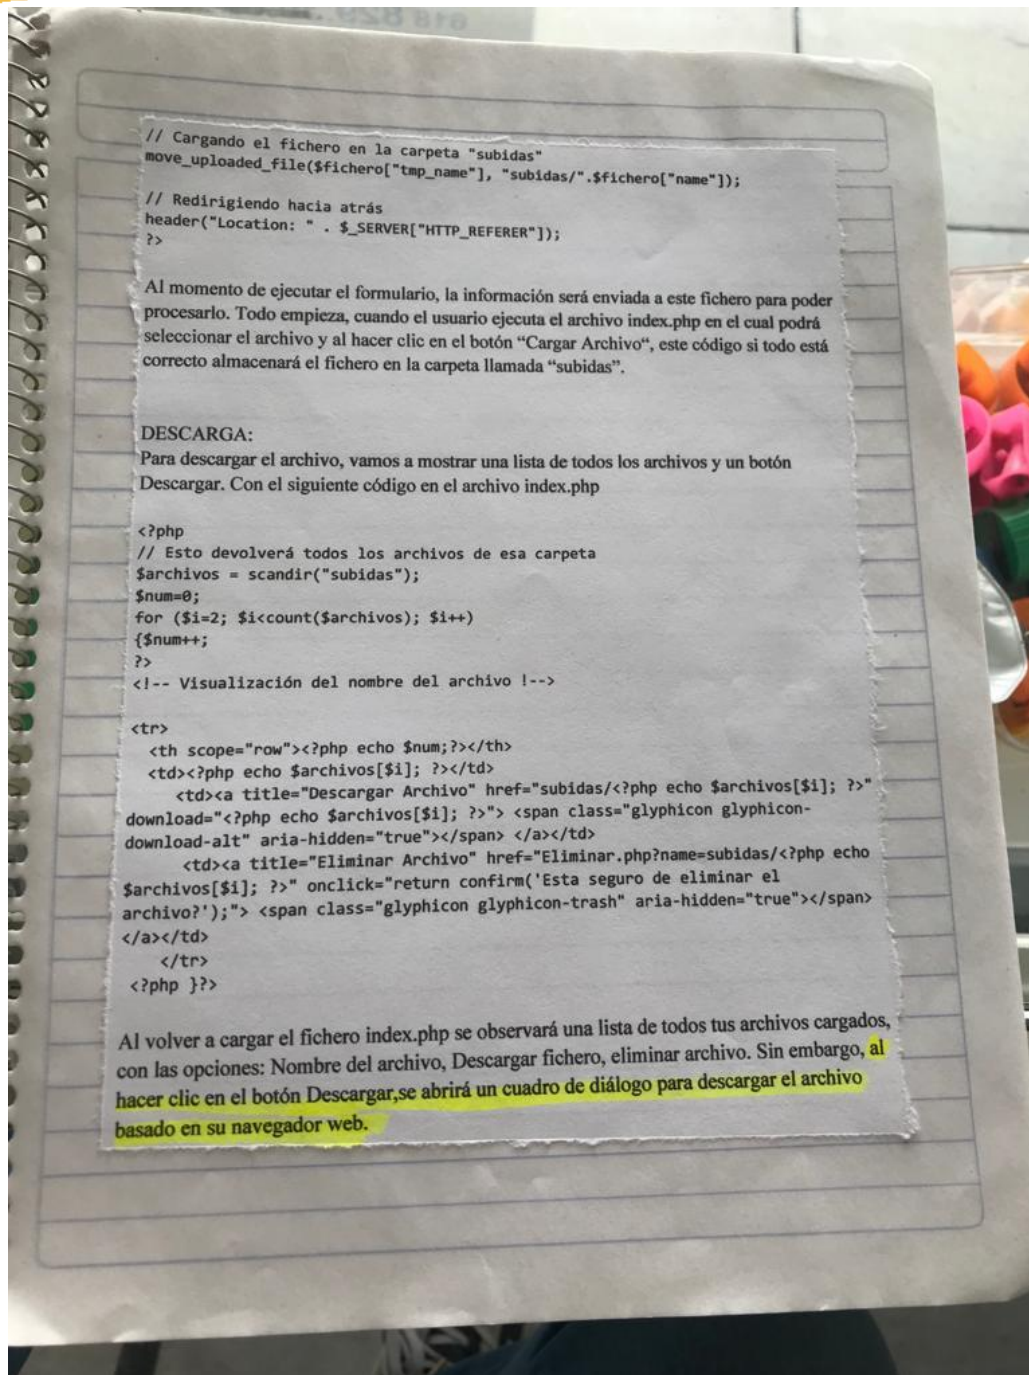 // Cargando el fichero en la carpeta "subidas"
move_uploaded_file($fichero["tmp_name"], "subidas/".$fichero["name"]);
// Redirigiendo hacia atrás
header("Location: " . $_SERVER["HTTP_REFERER"]);
?>
Al momento de ejecutar el formulario, la información será enviada a este fichero para poder
procesarlo. Todo empieza, cuando el usuario ejecuta el archivo index.php en el cual podrá
seleccionar el archivo y al hacer clic en el botón “Cargar Archivo“, este código si todo está
correcto almacenará el fichero en la carpeta llamada “subidas”.
DESCARGA:
Para descargar el archivo, vamos a mostrar una lista de todos los archivos y un botón
Descargar. Con el siguiente código en el archivo index.php
<?php
// Esto devolverá todos los archivos de esa carpeta
$archivos = scandir("subidas");
$num=0;
for ($i=2; $i<count($archivos); $i++)
{$num++;
?>
<!-- Visualización del nombre del archivo !-->
<tr>
<th scope="row"><?php echo $num;?></th>
<td><?php echo $archivos[$i]; ?></td>
<td><a title="Descargar Archivo" href="subidas/<?php echo $archivos[$i]; ?>"
download="<?php echo $archivos[$i]; ?>"> <span class="glyphicon glyphicon-
download-alt" aria-hidden="true"></span> </a></td>
<td><a title="Eliminar Archivo" href="Eliminar.php?name=subidas/<?php echo
$archivos[$i]; ?>" onclick="return confirm('Esta seguro de eliminar el
archivo?');"> <span class="glyphicon glyphicon-trash" aria-hidden="true"></span>
</a></td>
</tr>
<?php }?>
Al volver a cargar el fichero index.php se observará una lista de todos tus archivos cargados,
con las opciones: Nombre del archivo, Descargar fichero, eliminar archivo. Sin embargo, al
hacer clic en el botón Descargar,se abrirá un cuadro de diálogo para descargar el archivo
basado en su navegador web.